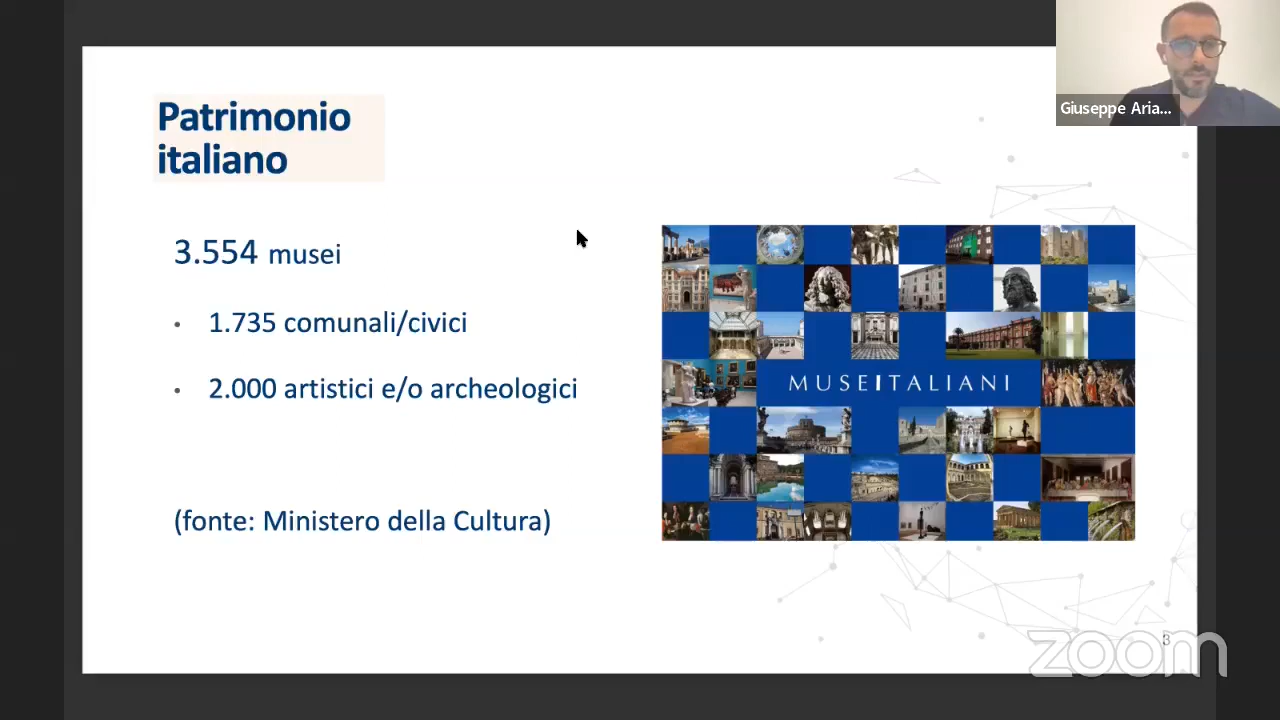 Patrimonio
italiano
3.554 musei
• 1.735 comunali/civici
• 2.000 artistici e/o archeologici
(fonte: Ministero della Cultura)
MUSEITALIANI
Giuseppe Aria...
3
zoom